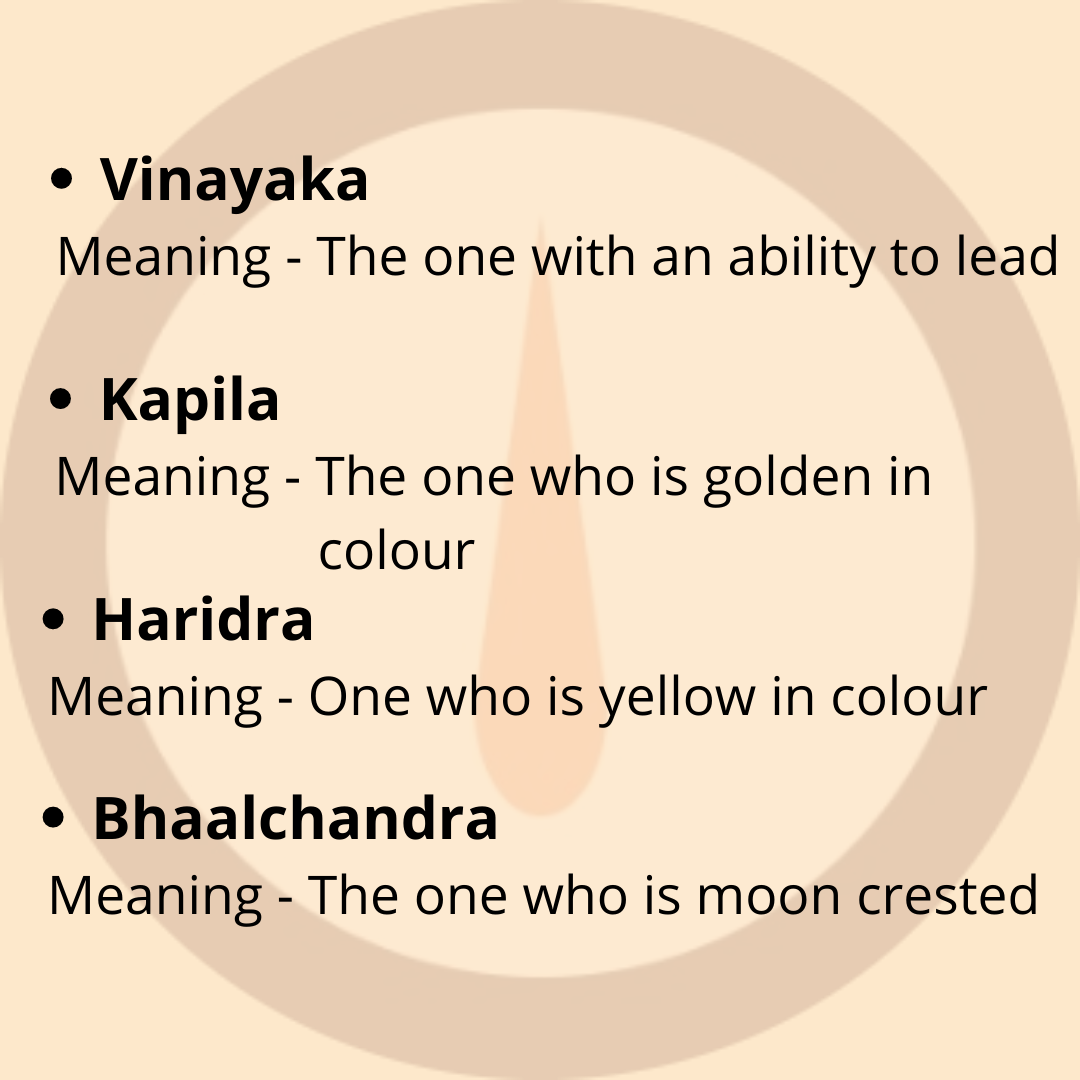 • Vinayaka
Meaning - The one with an ability to lead
• Kapila
Meaning - The one who is golden in
colour
• Haridra
Meaning - One who is yellow in colour
• Bhaalchandra
Meaning - The one who is moon crested